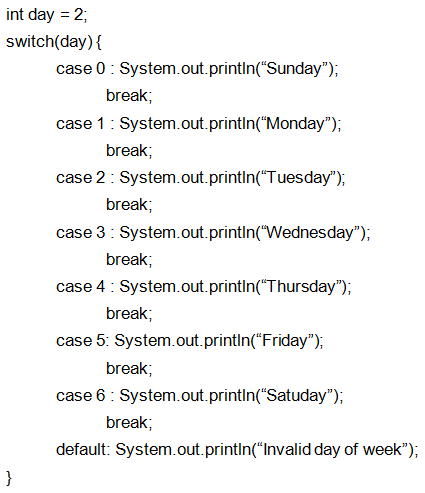 int day = 2;
switch(day) {
case 0 : System.out.println(“Sunday”);
break;
case 1 : System.out.println(“Monday”);
break;
case 2 : System.out.println(“Tuesday”);
break;
case 3 : System.out.println(“Wednesday”);
break;
case 4 : System.out.println(“Thursday”);
break;
case 5: System.out.println(“Friday”);
break;
case 6 : System.out.println(“Satuday”);
break;
default: System.out.println(“Invalid day of week”);
}